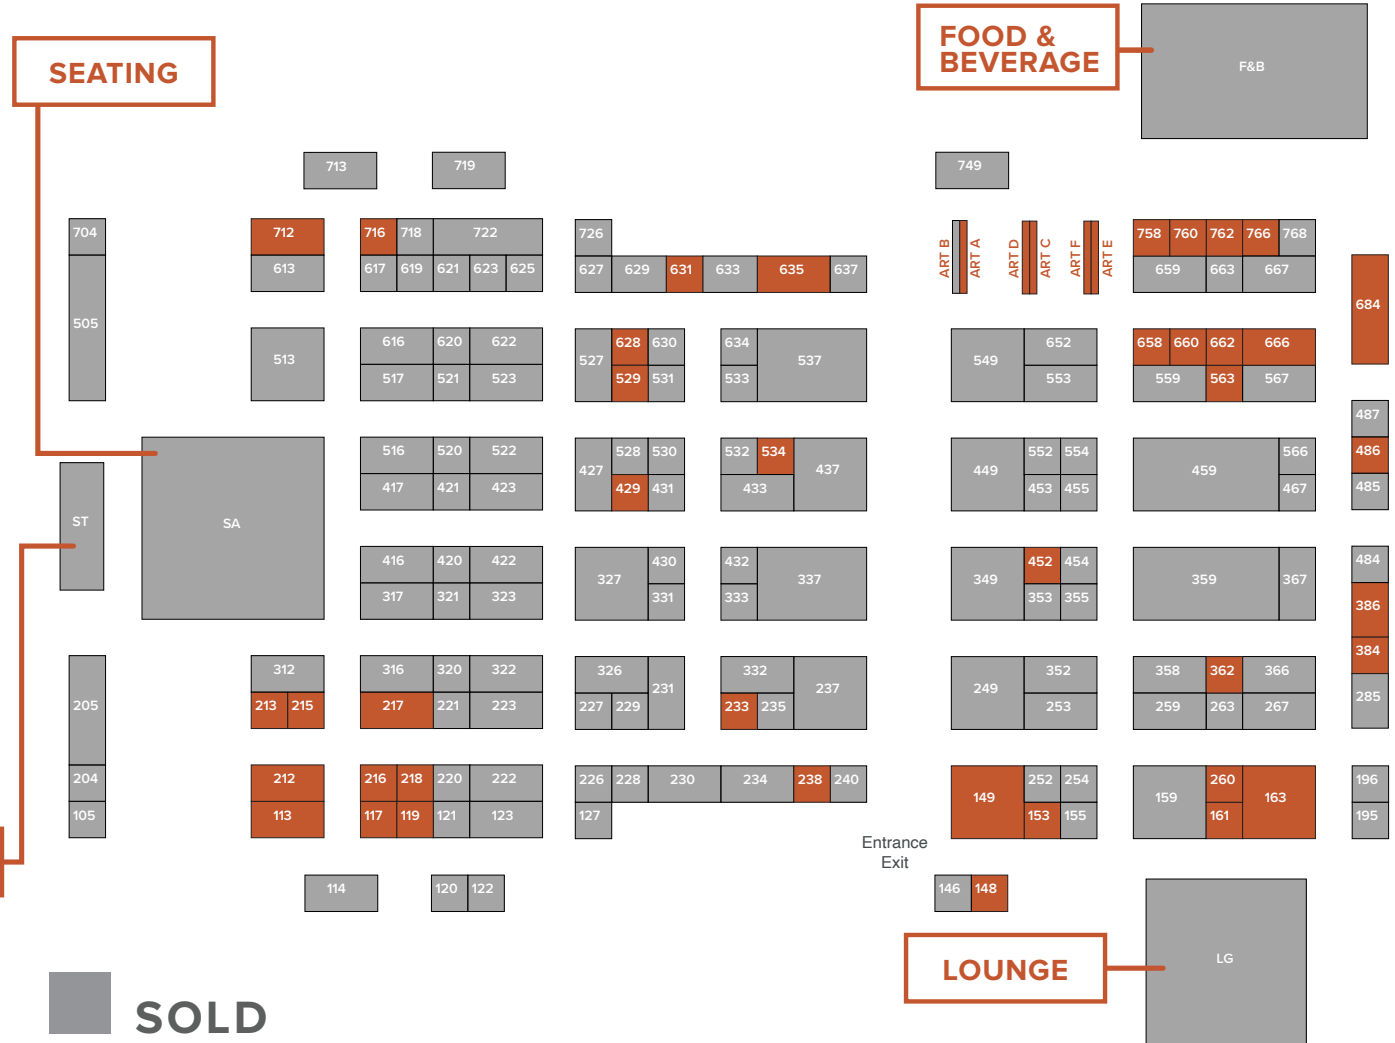 FOOD &
BEVERAGE
F&B
SEATING
713 719 749
704 712 716 718 722 726 ART B ART A ART D ART C ART F ART E 758 760 762 766 768
613 617 619 621 623 625 627 629 631 633 635 637 659 663 667
684
505
513 616 620 622 527 628 630 634 537 549 652 658 660 662 666
517 521 523 529 531 533 553 559 563 567
487
516 520 522 427 528 530 532 534 437 449 552 554 459 566 486
417 421 423 429 431 433 453 455 467 485
ST SA
416 420 422 327 430 432 337 349 452 454 359 367 484
317 321 323 331 333 353 355 386
384
312 316 320 322 326 231 332 237 249 352 358 362 366
205 213 215 217 221 223 227 229 233 235 253 259 263 267 285
204 212 216 218 220 222 226 228 230 234 238 240 149 252 254 159 260 163 196
105 113 117 119 121 123 127 153 155 161 195
Entrance
Exit
114 120 122 146 148
LOUNGE
LG
SOLD